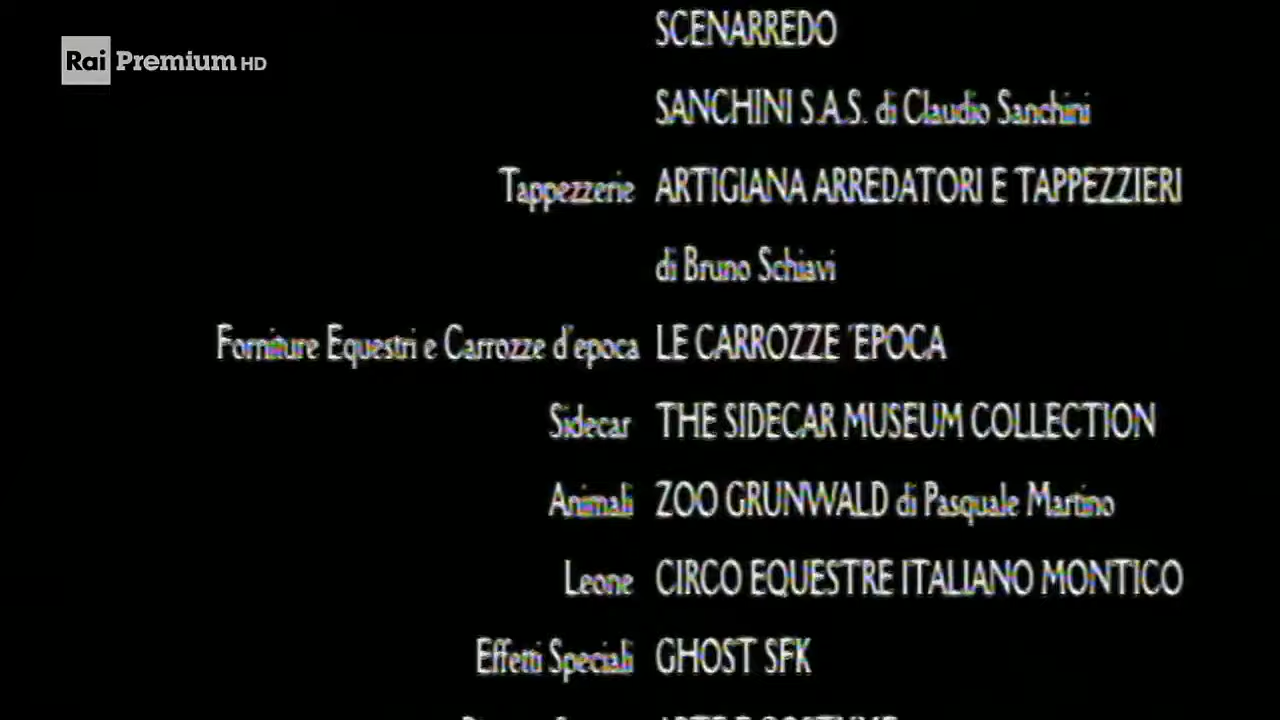 Rai Premium HD
SCENARREDO
SANCHINI S.A.S. di Claudio Sanchini
Tappezzerie ARTIGIANA ARREDATORI E TAPPEZZIERI
di Bruno Schiavi
Forniture Equestri e Carrozze d'epoca LE CARROZZE 'EPOCA
Sidecar THE SIDECAR MUSEUM COLLECTION
Animali ZOO GRUNWALD di Pasquale Martino
Leone CIRCO EQUESTRE ITALIANO MONTICO
Effetti Speciali GHOST SFK
ARTE E COSTUME